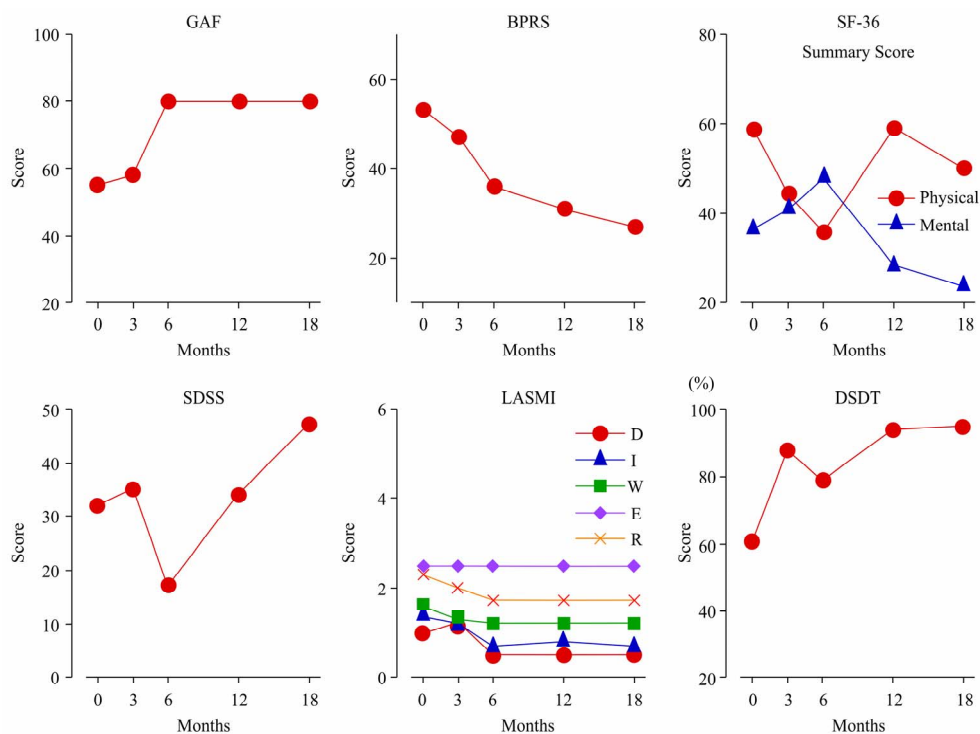 GAF
100
80
60
40
20
Score
0 3 6 12 18
Months
BPRS
60
40
20
Score
0 3 6 12 18
Months
SF-36
Summary Score
80
60
40
20
Score
Physical
Mental
0 3 6 12 18
Months
SDSS
50
40
30
20
10
0
Score
0 3 6 12 18
Months
LASMI
6
4
2
0
Score
D
I
W
E
R
0 3 6 12 18
Months
(%)
DSDT
100
80
60
40
20
Score
0 3 6 12 18
Months